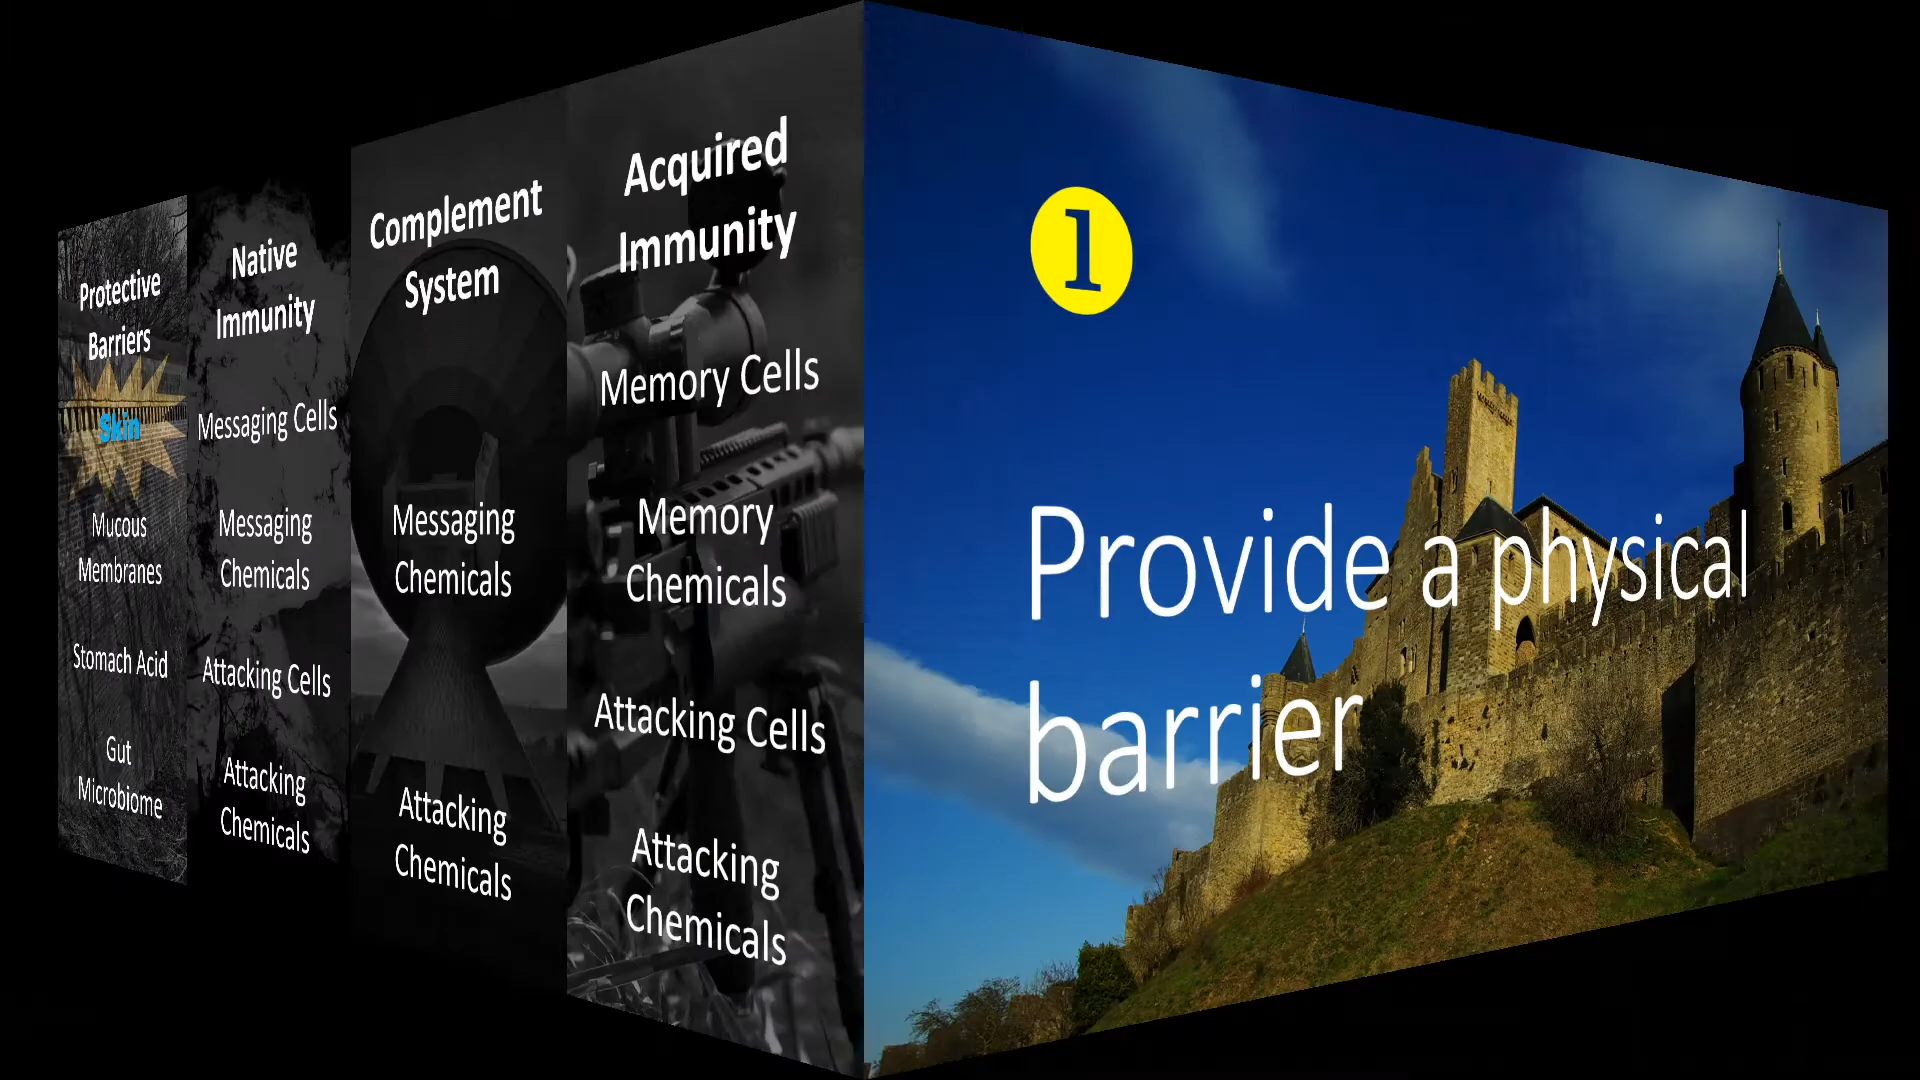 Protective
Barriers
Skin
Mucous
Membranes
Stomach Acid
Gut
Microbiome
Native
Immunity
Messaging Cells
Messaging
Chemicals
Attacking Cells
Attacking
Chemicals
Complement
System
Messaging
Chemicals
Attacking
Chemicals
Acquired
Immunity
Memory Cells
Memory
Chemicals
Attacking Cells
Attacking
Chemicals
1
Provide a physical
barrier